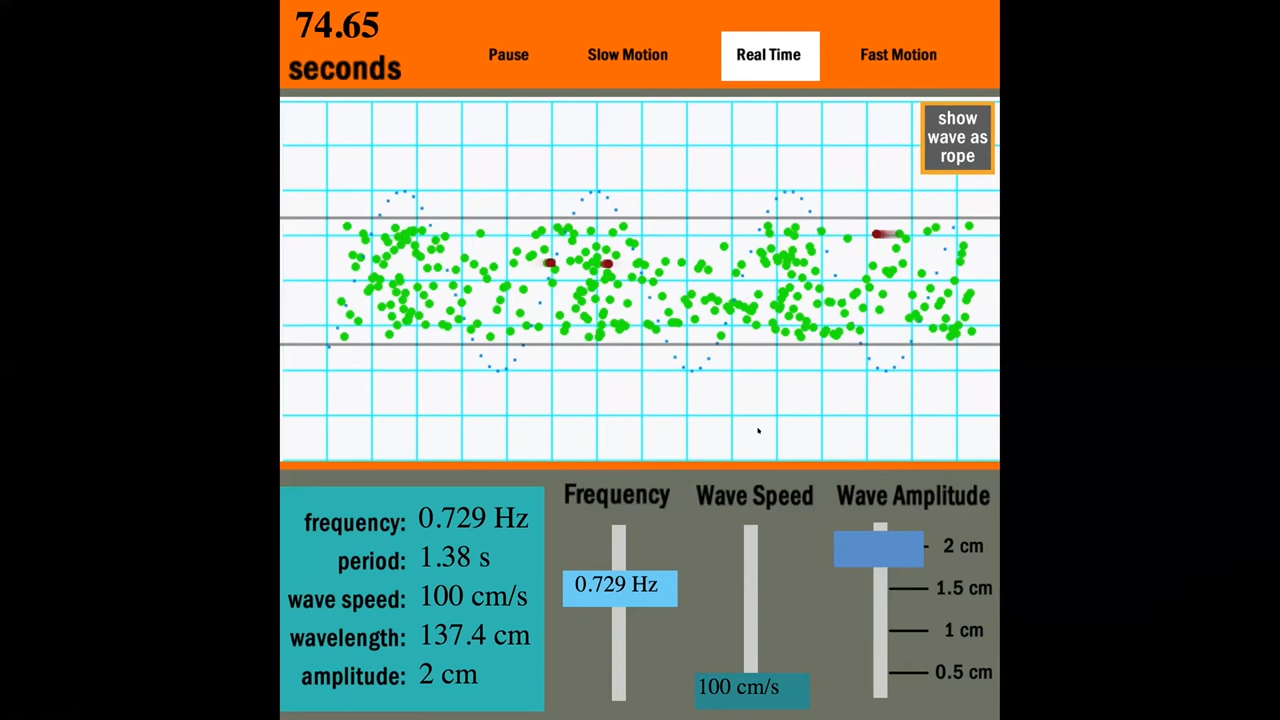 74.65
seconds
Pause
Slow Motion
Real Time
Fast Motion
show
wave as
rope
Frequency
Wave Speed
Wave Amplitude
frequency: 0.729 Hz
period: 1.38 s
wave speed: 100 cm/s
wavelength: 137.4 cm
amplitude: 2 cm
0.729 Hz
100 cm/s
2 cm
1.5 cm
1 cm
0.5 cm